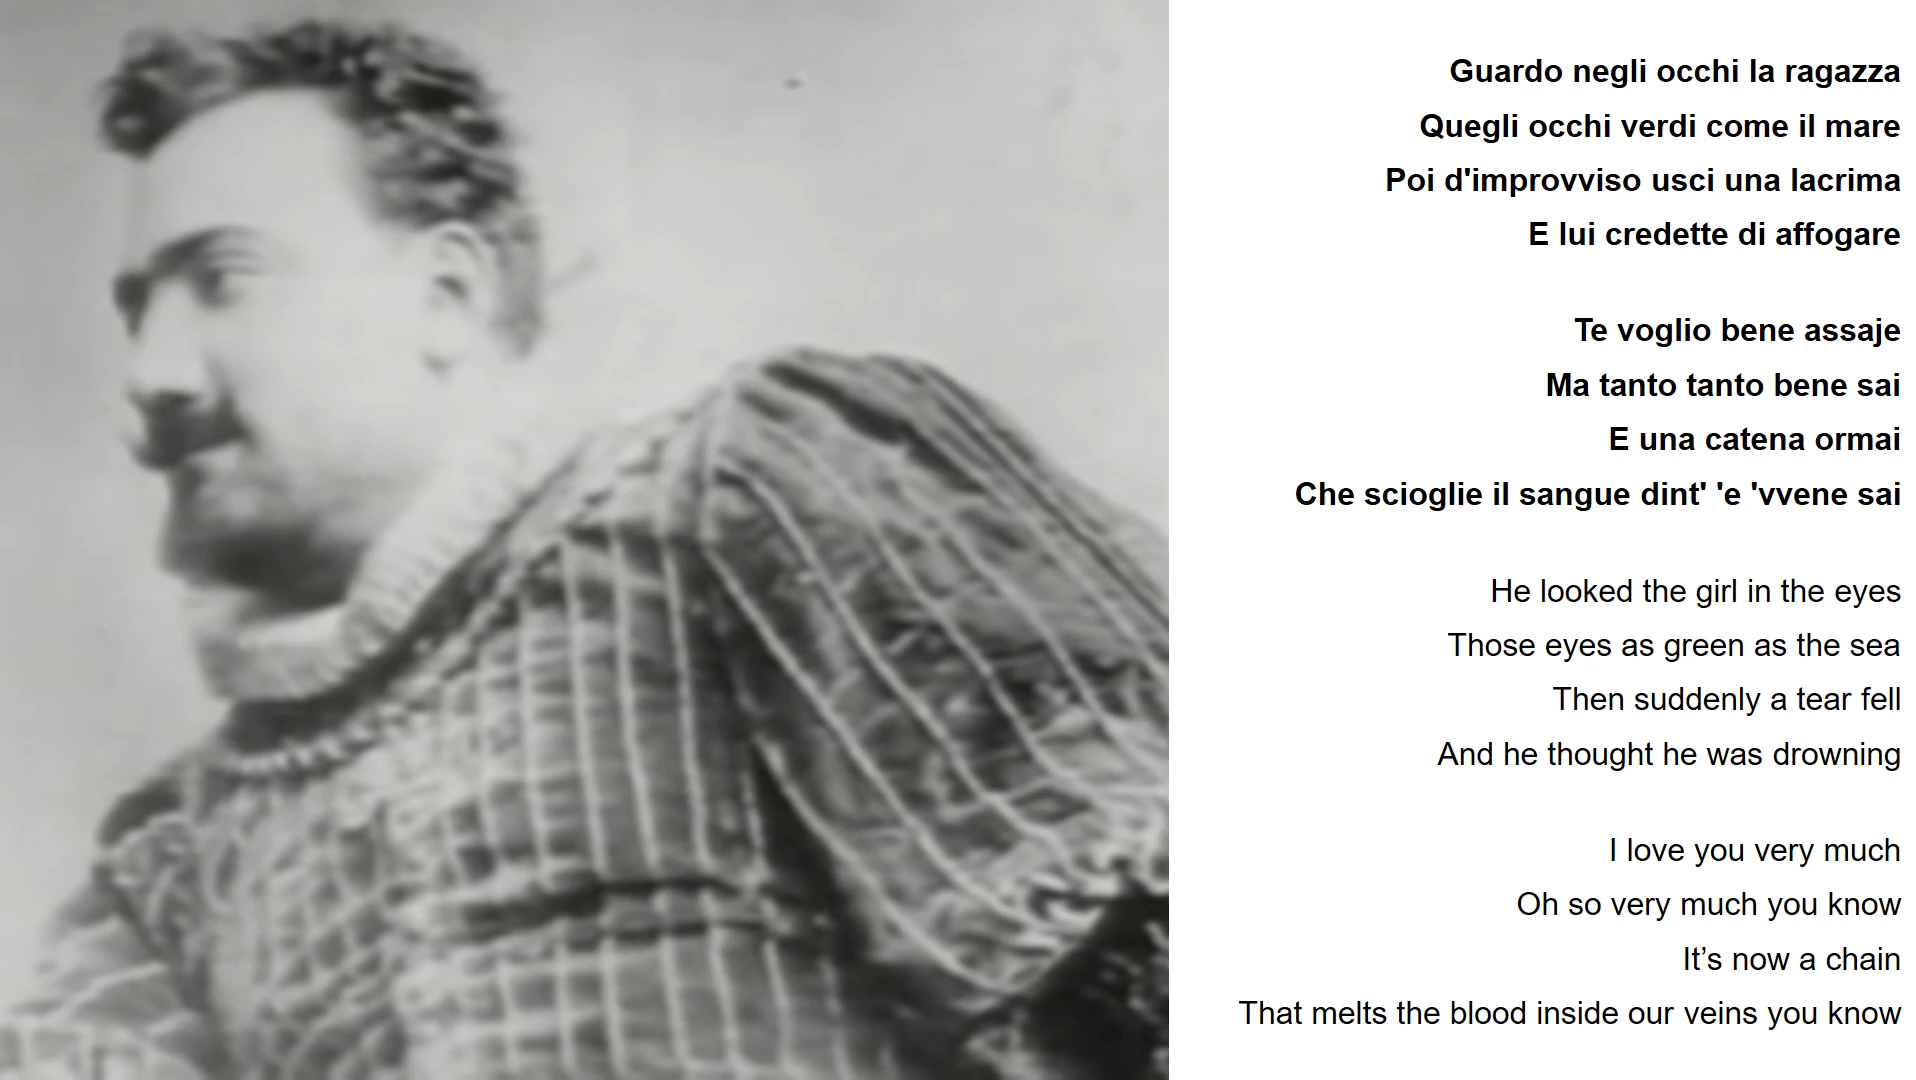 Guardo negli occhi la ragazza
Quegli occhi verdi come il mare
Poi d'improvviso usci una lacrima
E lui credette di affogare
Te voglio bene assaje
Ma tanto tanto bene sai
E una catena ormai
Che scioglie il sangue dint' 'e 'vvene sai
He looked the girl in the eyes
Those eyes as green as the sea
Then suddenly a tear fell
And he thought he was drowning
I love you very much
Oh so very much you know
It’s now a chain
That melts the blood inside our veins you know